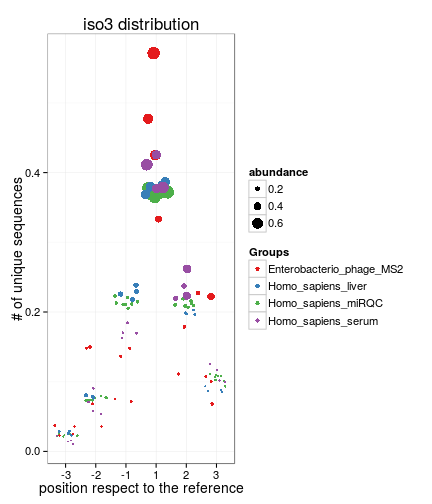 iso3 distribution
# of unique sequences
0.4
0.2
0.0
-3 -2 -1 1 2 3
position respect to the reference
abundance
0.2
0.4
0.6
Groups
Enterobacterio_phage_MS2
Homo_sapiens_liver
Homo_sapiens_miRQC
Homo_sapiens_serum